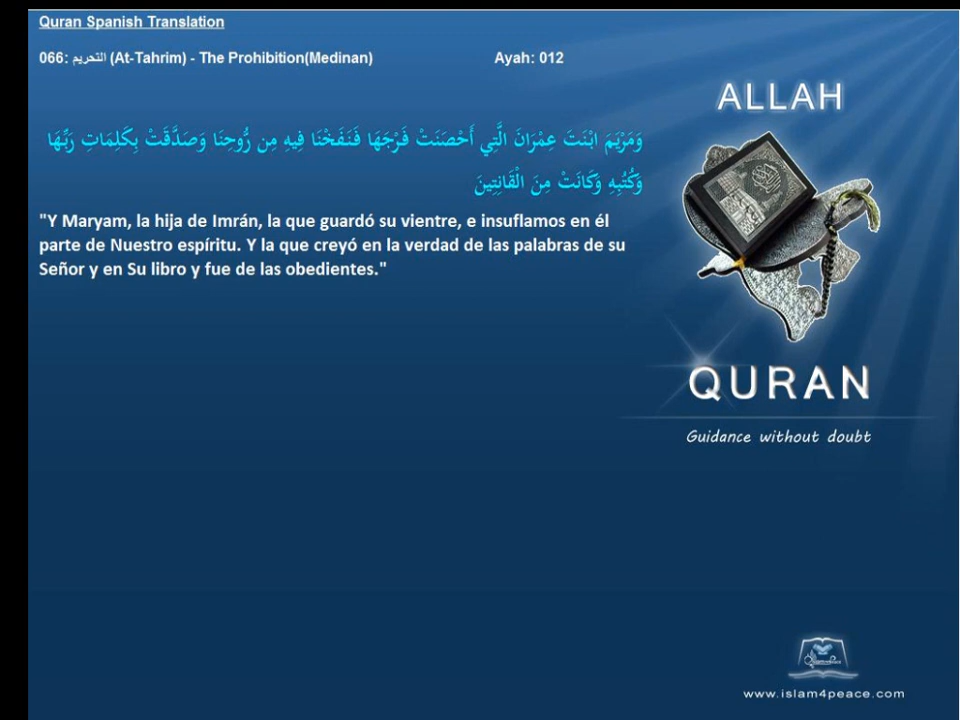 Quran Spanish Translation
066: التحريم (At-Tahrim) - The Prohibition(Medinan) Ayah: 012
وَمَرْيَمَ ابْنَتَ عِمْرَانَ الَّتِي أَحْصَنَتْ فَرْجَهَا فَنَفَخْنَا فِيهِ مِن رُّوحِنَا وَصَدَّقَتْ بِكَلِمَاتِ رَبِّهَا
وَكُتُبِهِ وَكَانَتْ مِنَ الْقَانِتِينَ
"Y Maryam, la hija de Imrán, la que guardó su vientre, e insuflamos en él
parte de Nuestro espíritu. Y la que creyó en la verdad de las palabras de su
Señor y en Su libro y fue de las obedientes."
ALLAH
QURAN
Guidance without doubt
www.islam4peace.com